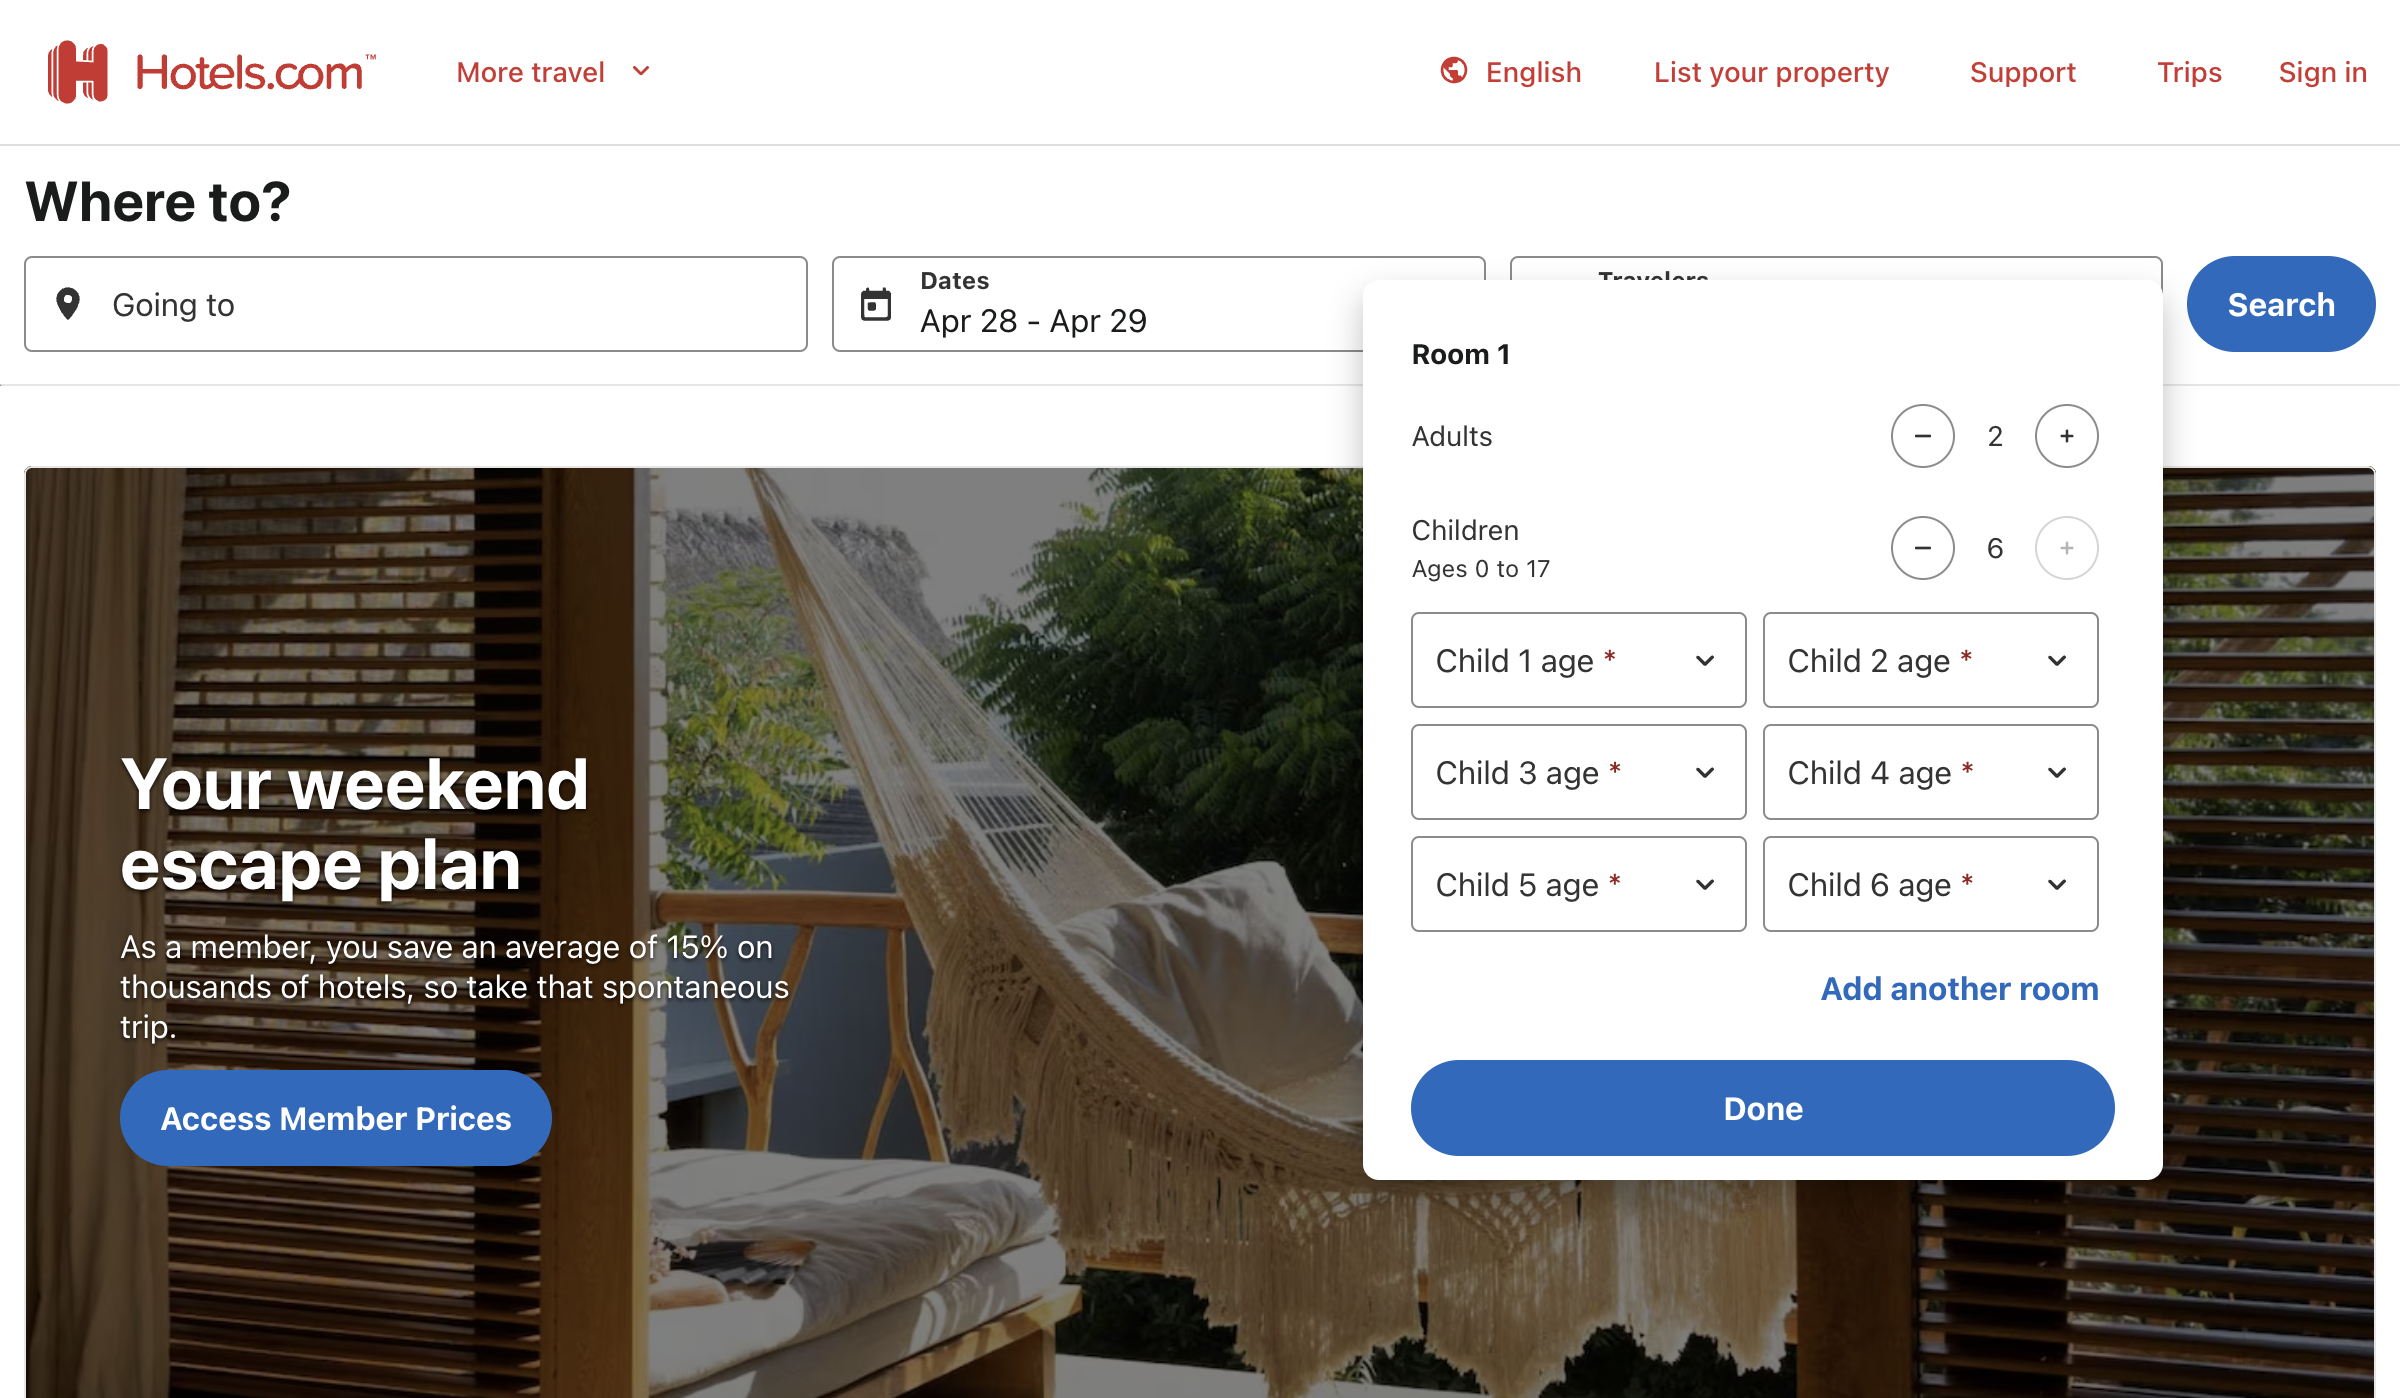 Hotels.com™
More travel
English
List your property
Support
Trips
Sign in
Where to?
Going to
Dates
Apr 28 - Apr 29
Travelers
Search
Room 1
Adults
− 2 +
Children
Ages 0 to 17
− 6 +
Child 1 age *
Child 2 age *
Child 3 age *
Child 4 age *
Child 5 age *
Child 6 age *
Add another room
Done
Your weekend
escape plan
As a member, you save an average of 15% on
thousands of hotels, so take that spontaneous
trip.
Access Member Prices